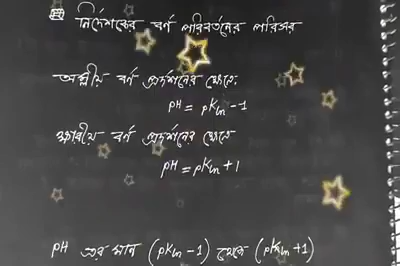 নির্দেশকের বর্ণ পরিবর্তনের পরিসর
অম্লীয় বর্ণ প্রদর্শনের ক্ষেত্রে:
pH = pKIn - 1
ক্ষারীয় বর্ণ প্রদর্শনের ক্ষেত্রে
pH = pKIn + 1
pH এর মান (pKIn - 1) থেকে (pKIn + 1)